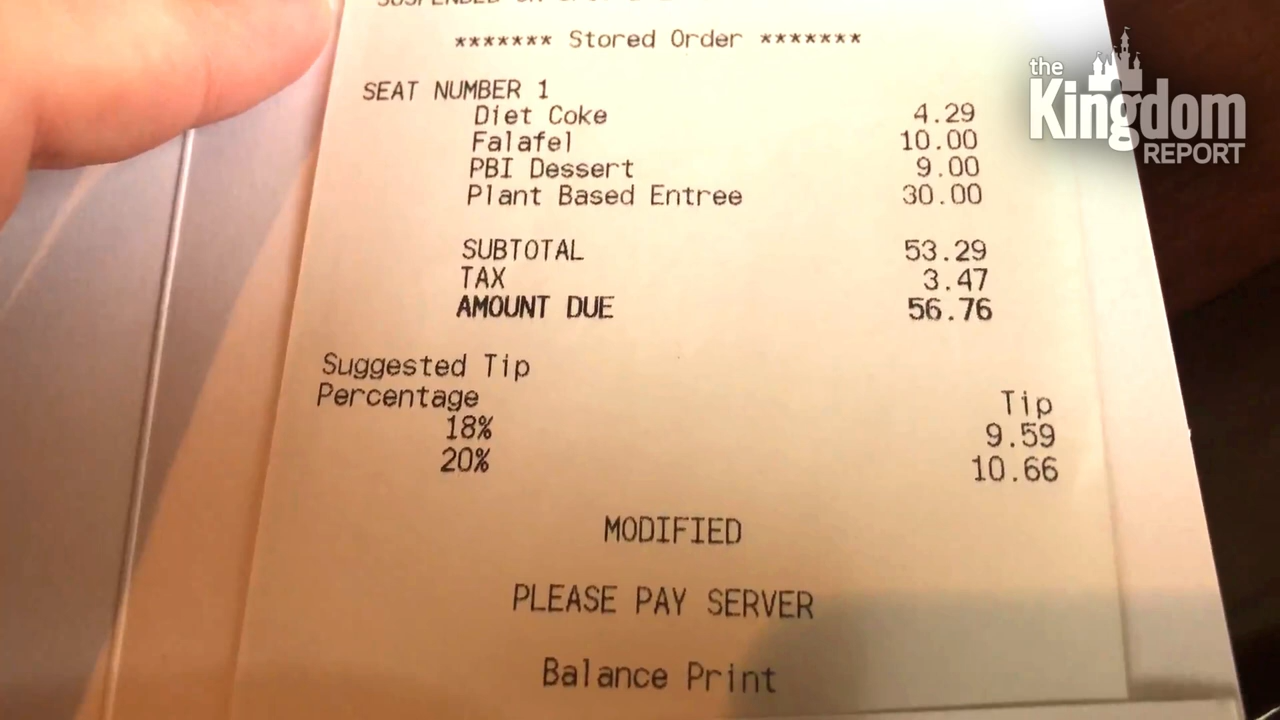 ******* Stored Order *******
SEAT NUMBER 1
Diet Coke 4.29
Falafel 10.00
PBI Dessert 9.00
Plant Based Entree 30.00
SUBTOTAL 53.29
TAX 3.47
AMOUNT DUE 56.76
Suggested Tip
Percentage Tip
18% 9.59
20% 10.66
MODIFIED
PLEASE PAY SERVER
Balance Print
the
Kingdom
REPORT